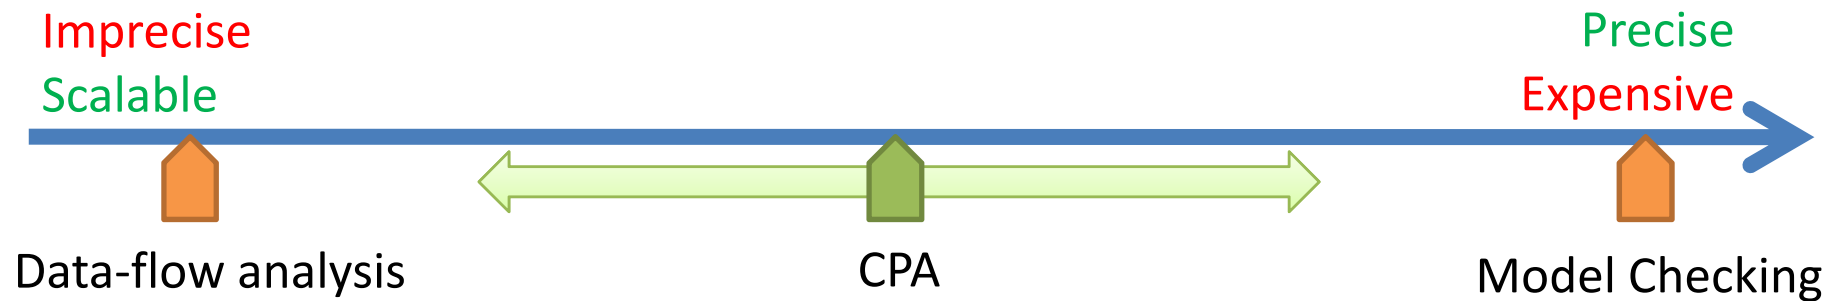 Imprecise
Precise
Scalable
Expensive
Data-flow analysis
CPA
Model Checking